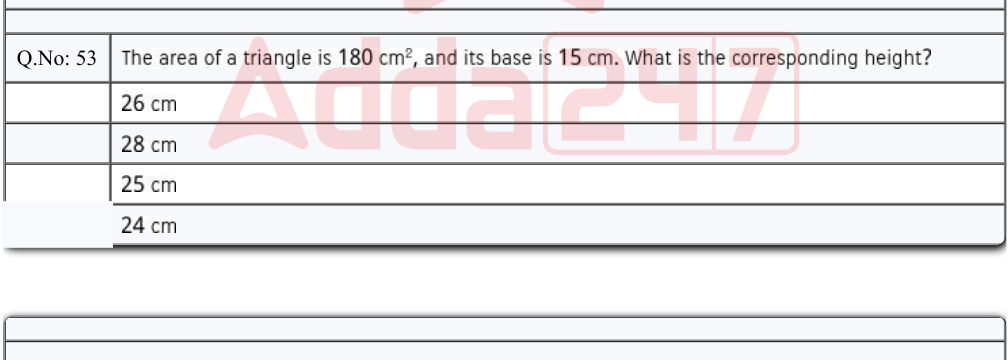 Q.No: 53 The area of a triangle is 180 cm², and its base is 15 cm. What is the corresponding height?
26 cm
28 cm
25 cm
24 cm
Adda247